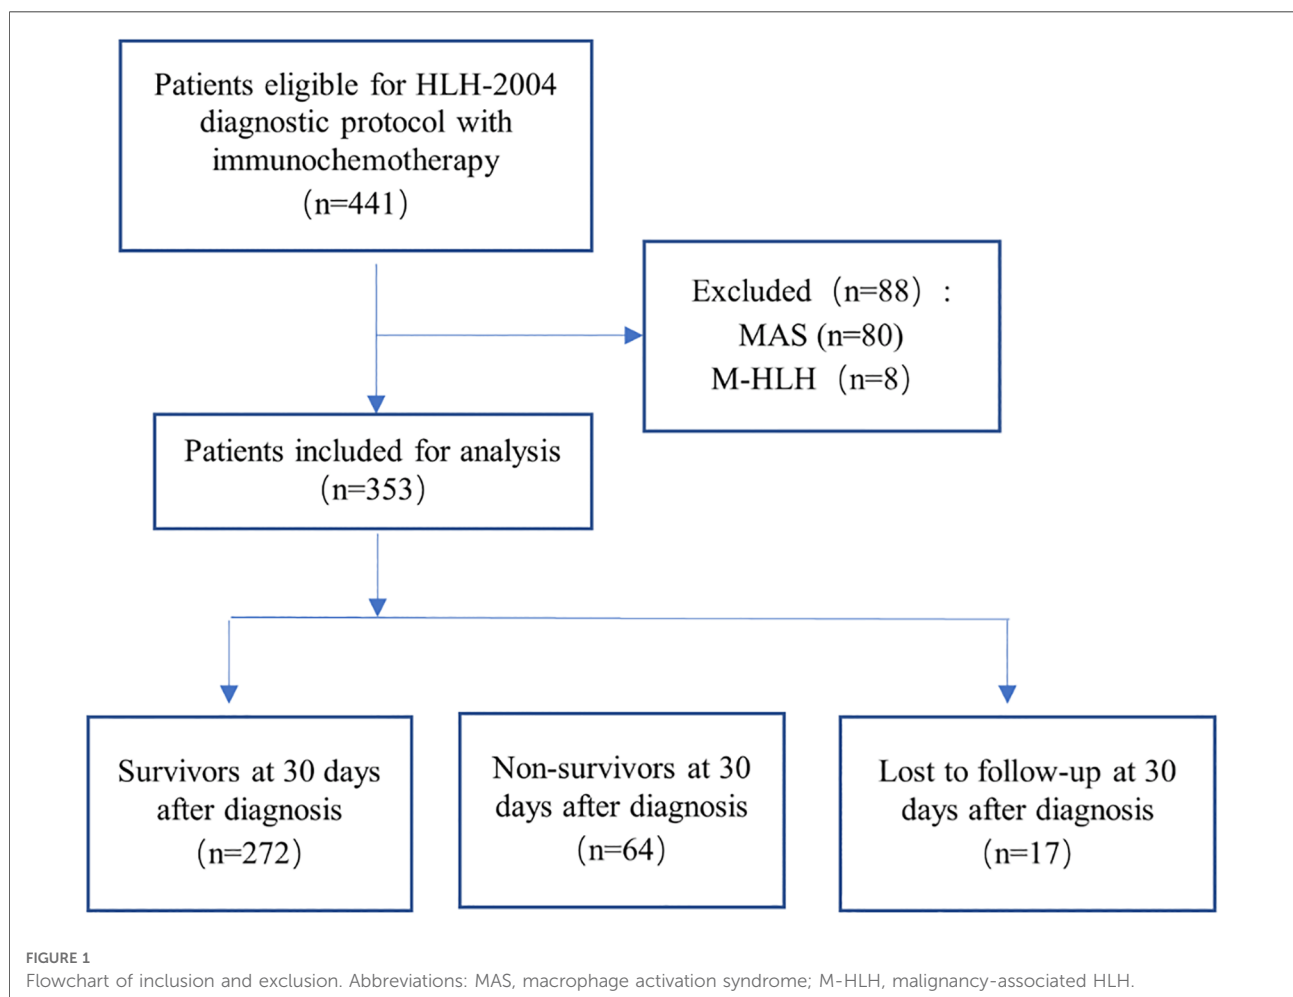 Patients eligible for HLH-2004
diagnostic protocol with
immunochemotherapy
（n=441）
Excluded（n=88）:
MAS (n=80)
M-HLH（n=8）
Patients included for analysis
（n=353）
Survivors at 30 days
after diagnosis
（n=272）
Non-survivors at 30
days after diagnosis
（n=64）
Lost to follow-up at 30
days after diagnosis
（n=17）
FIGURE 1
Flowchart of inclusion and exclusion. Abbreviations: MAS, macrophage activation syndrome; M-HLH, malignancy-associated HLH.